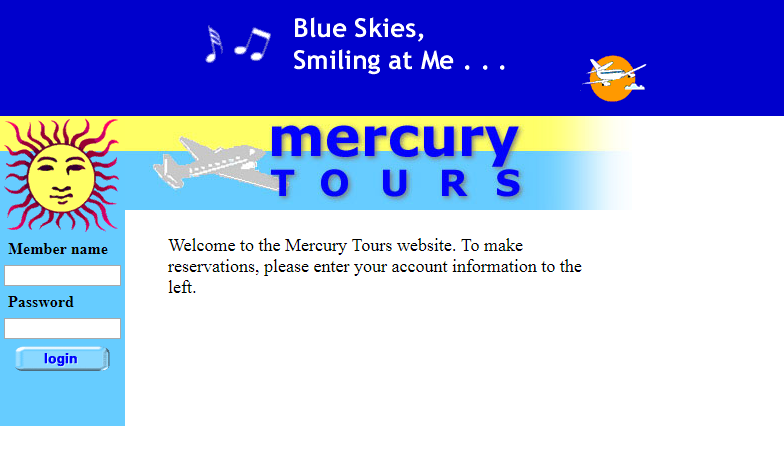 Blue Skies,
Smiling at Me . . .
mercury
TOURS
Member name
Password
login
Welcome to the Mercury Tours website. To make
reservations, please enter your account information to the
left.